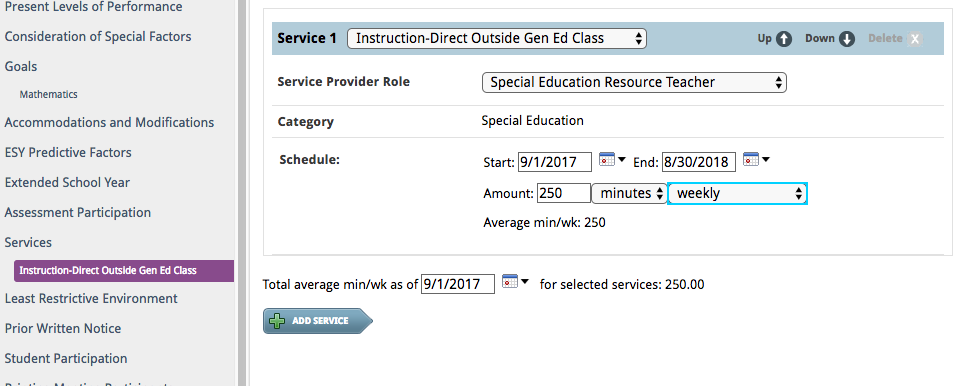 Present Levels of Performance
Consideration of Special Factors
Goals
Mathematics
Accommodations and Modifications
ESY Predictive Factors
Extended School Year
Assessment Participation
Services
Instruction-Direct Outside Gen Ed Class
Least Restrictive Environment
Prior Written Notice
Student Participation
Service 1 Instruction-Direct Outside Gen Ed Class Up Down Delete X
Service Provider Role Special Education Resource Teacher
Category Special Education
Schedule: Start: 9/1/2017 End: 8/30/2018
Amount: 250 minutes weekly
Average min/wk: 250
Total average min/wk as of 9/1/2017 for selected services: 250.00
ADD SERVICE